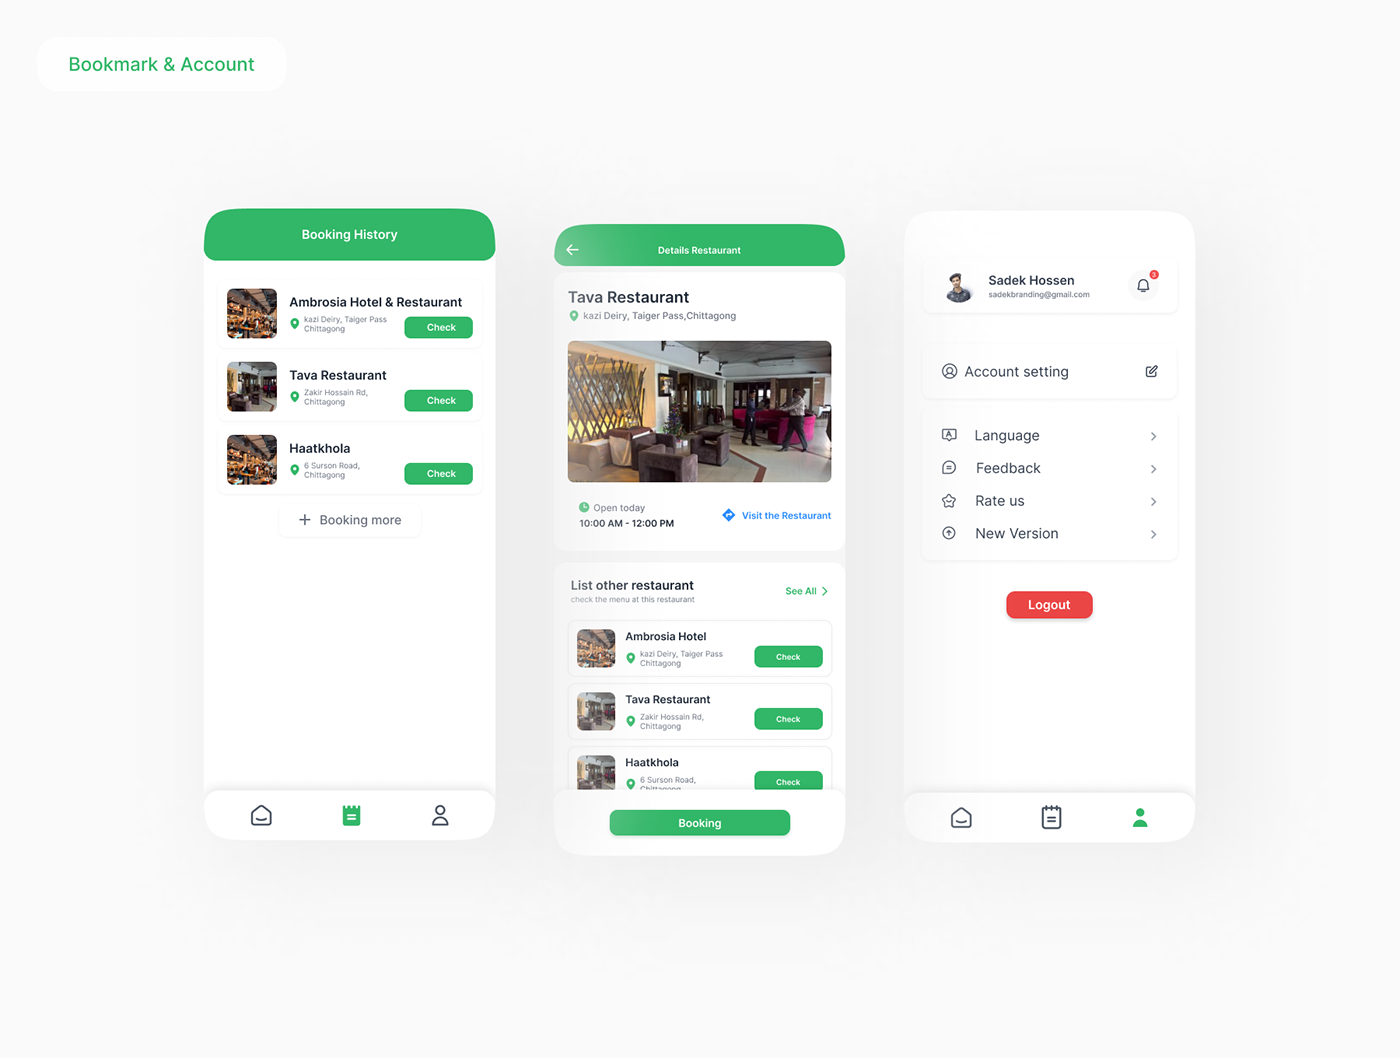 Bookmark & Account
Booking History
Ambrosia Hotel & Restaurant
kazi Deiry, Taiger Pass
Chittagong
Check
Tava Restaurant
Zakir Hossain Rd,
Chittagong
Check
Haatkhola
6 Surson Road,
Chittagong
Check
Booking more
Details Restaurant
Tava Restaurant
kazi Deiry, Taiger Pass,Chittagong
Open today
10:00 AM - 12:00 PM
Visit the Restaurant
List other restaurant
check the menu at this restaurant
See All
Ambrosia Hotel
kazi Deiry, Taiger Pass
Chittagong
Check
Tava Restaurant
Zakir Hossain Rd,
Chittagong
Check
Haatkhola
6 Surson Road,
Chittagong
Check
Booking
Sadek Hossen
sadekbranding@gmail.com
3
Account setting
Language
Feedback
Rate us
New Version
Logout